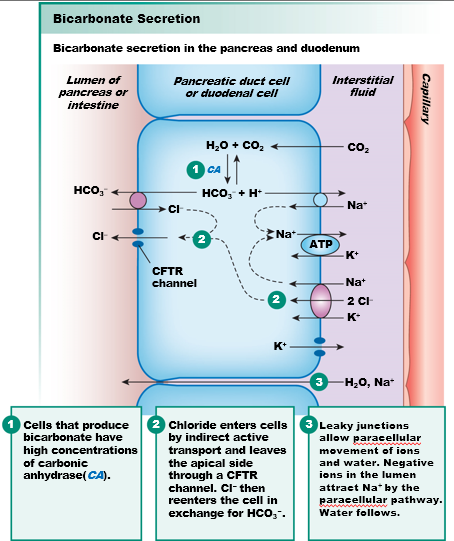 Bicarbonate Secretion
Bicarbonate secretion in the pancreas and duodenum
Lumen of
pancreas or
intestine
Pancreatic duct cell
or duodenal cell
Interstitial
fluid
Capillary
H₂O + CO₂
CO₂
1 CA
HCO₃⁻
HCO₃⁻ + H⁺
Cl⁻
Na⁺
Cl⁻
2
Na⁺
ATP
K⁺
CFTR
channel
Na⁺
2
2 Cl⁻
K⁺
K⁺
3
H₂O, Na⁺
1 Cells that produce
bicarbonate have
high concentrations
of carbonic
anhydrase(CA).
2 Chloride enters cells
by indirect active
transport and leaves
the apical side
through a CFTR
channel. Cl⁻ then
reenters the cell in
exchange for HCO₃⁻.
3 Leaky junctions
allow paracellular
movement of ions
and water. Negative
ions in the lumen
attract Na⁺ by the
paracellular pathway.
Water follows.